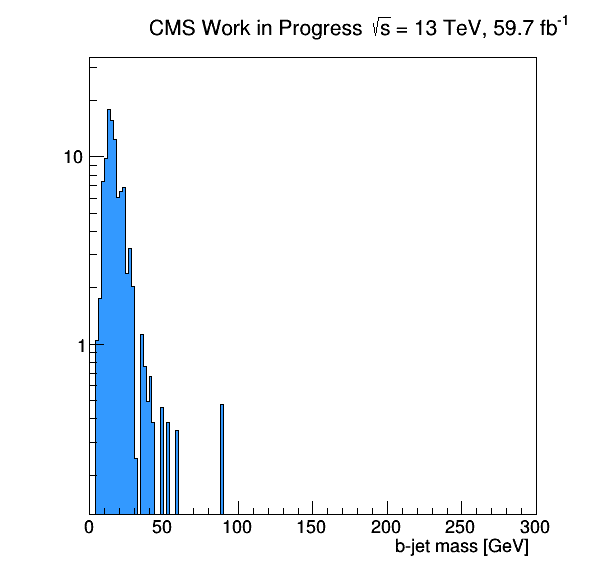 CMS Work in Progress √s = 13 TeV, 59.7 fb⁻¹
10
1
0 50 100 150 200 250 300
b-jet mass [GeV]